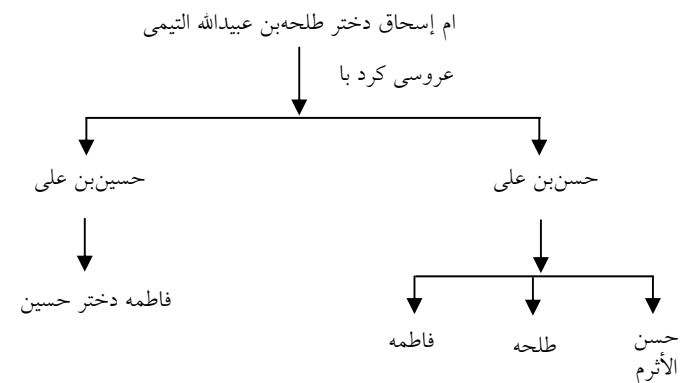 ام إسحاق دختر طلحه‌بن عبیدالله التیمی
عروسی کرد با
حسن‌بن علی
حسین‌بن علی
حسن الأثرم
طلحه
فاطمه
فاطمه دختر حسین